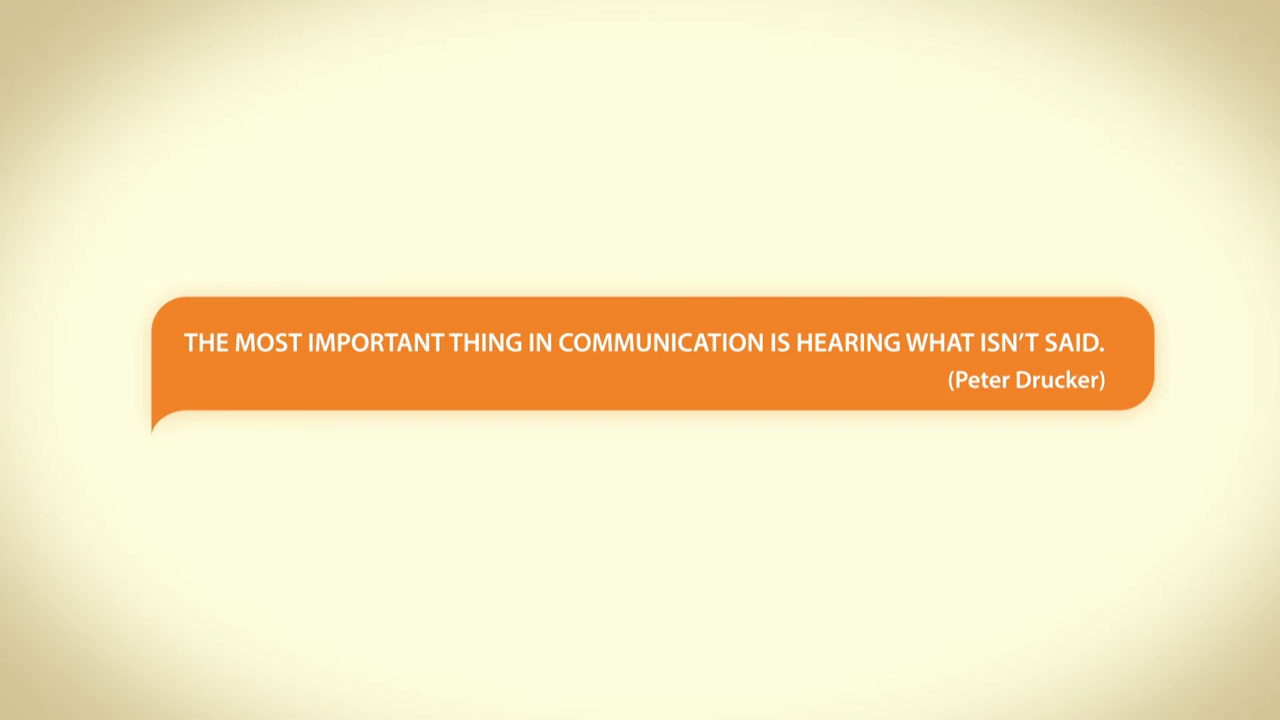 THE MOST IMPORTANT THING IN COMMUNICATION IS HEARING WHAT ISN’T SAID.
(Peter Drucker)